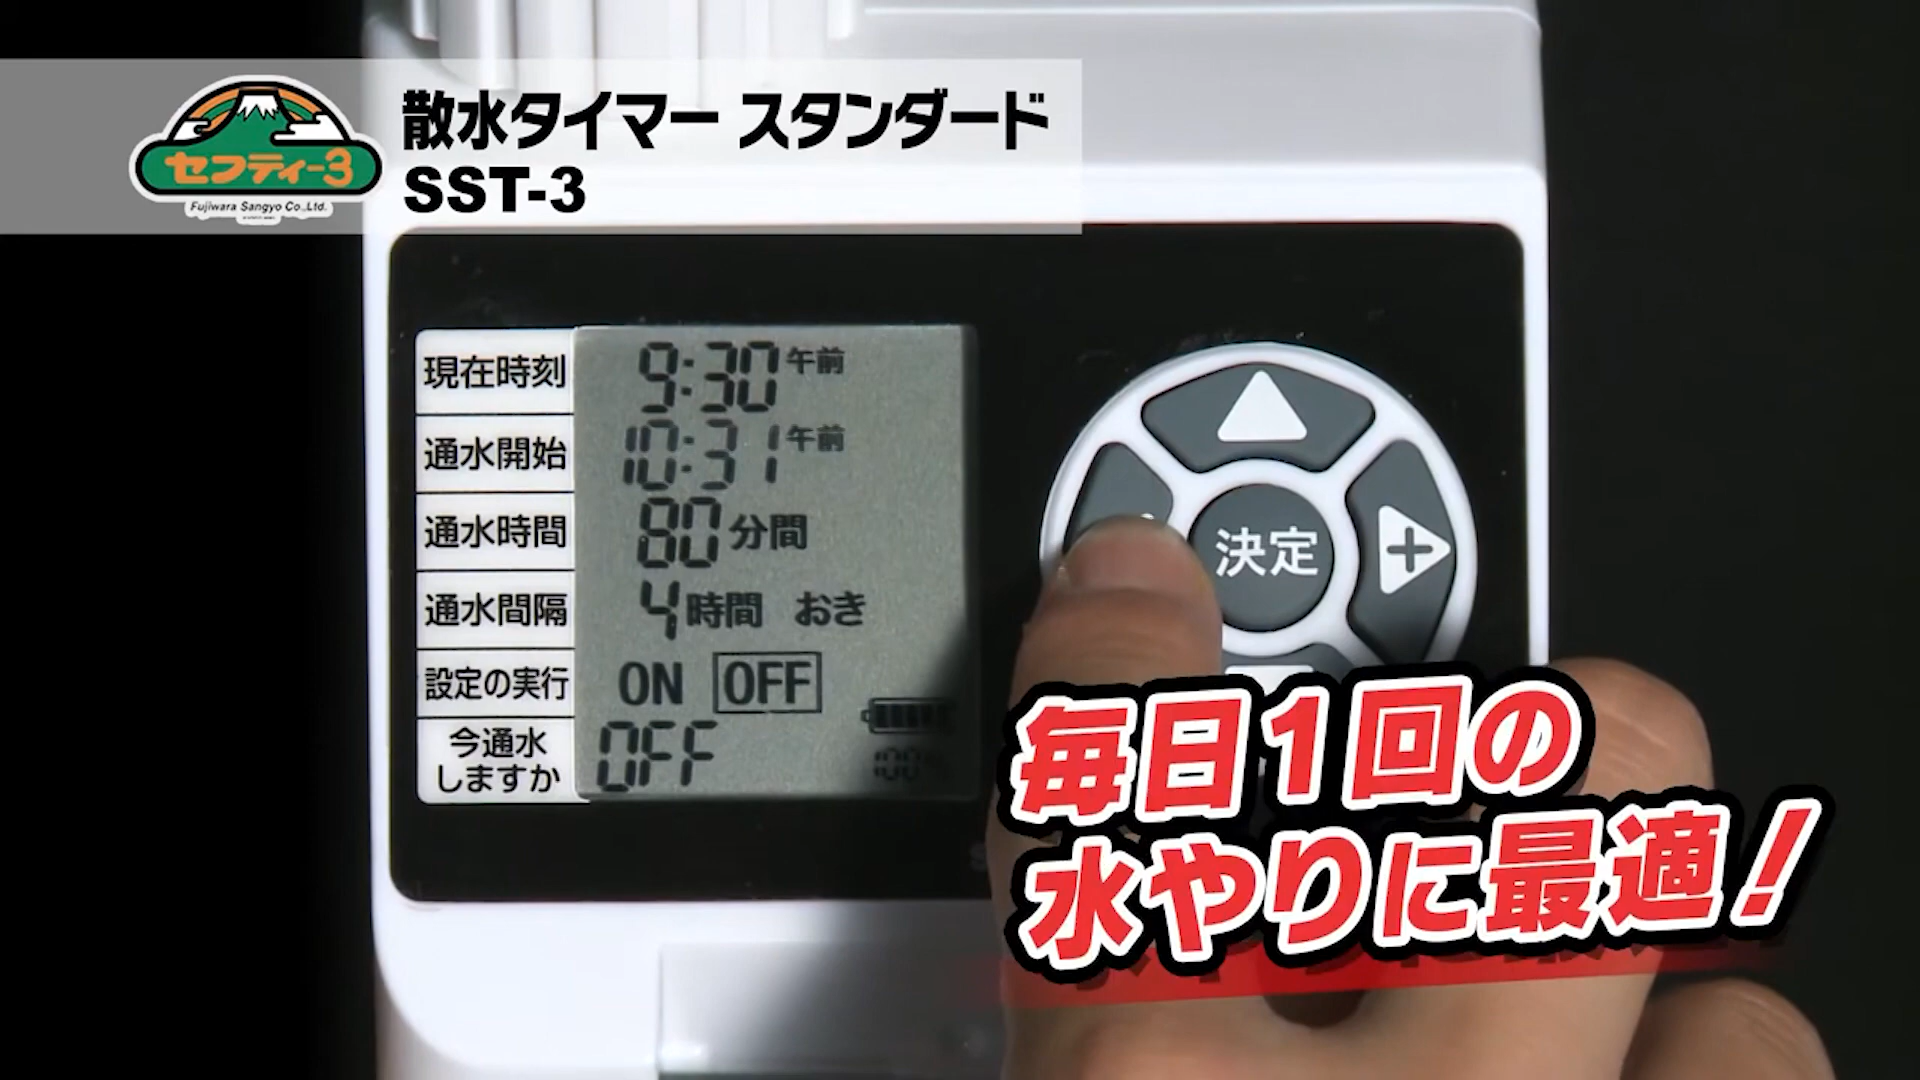 セフティー3
Fujiwara Sangyo Co.,Ltd.
散水タイマー スタンダード
SST-3
現在時刻 9:30 午前
通水開始 10:31 午前
通水時間 80 分間
通水間隔 4 時間 おき
設定の実行 ON OFF
今通水
しますか OFF
100%
決定
毎日1回の
水やりに最適!